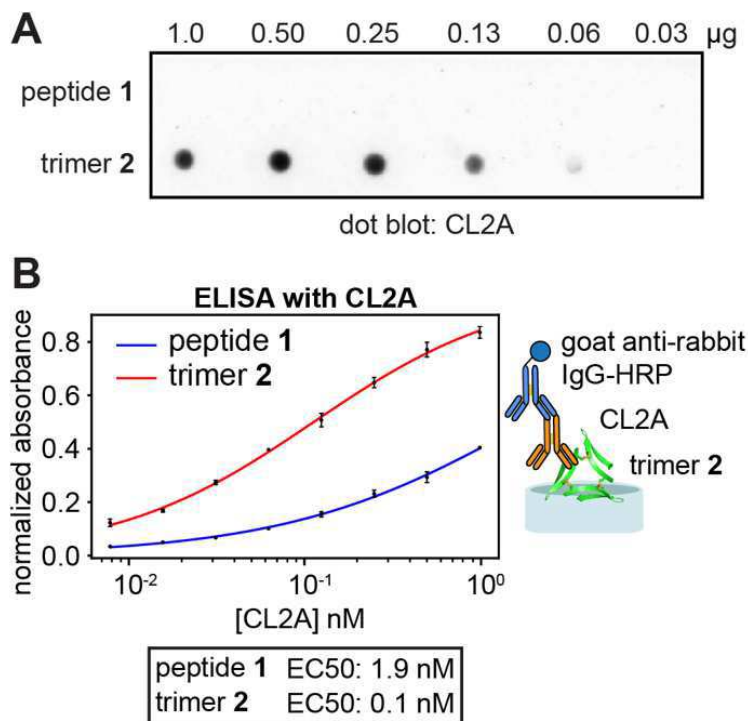 A
1.0 0.50 0.25 0.13 0.06 0.03 µg
peptide 1
trimer 2
dot blot: CL2A
B
ELISA with CL2A
normalized absorbance
0.8
0.6
0.4
0.2
0.0
peptide 1
trimer 2
10⁻² 10⁻¹ 10⁰
[CL2A] nM
goat anti-rabbit
IgG-HRP
CL2A
trimer 2
peptide 1 EC50: 1.9 nM
trimer 2 EC50: 0.1 nM